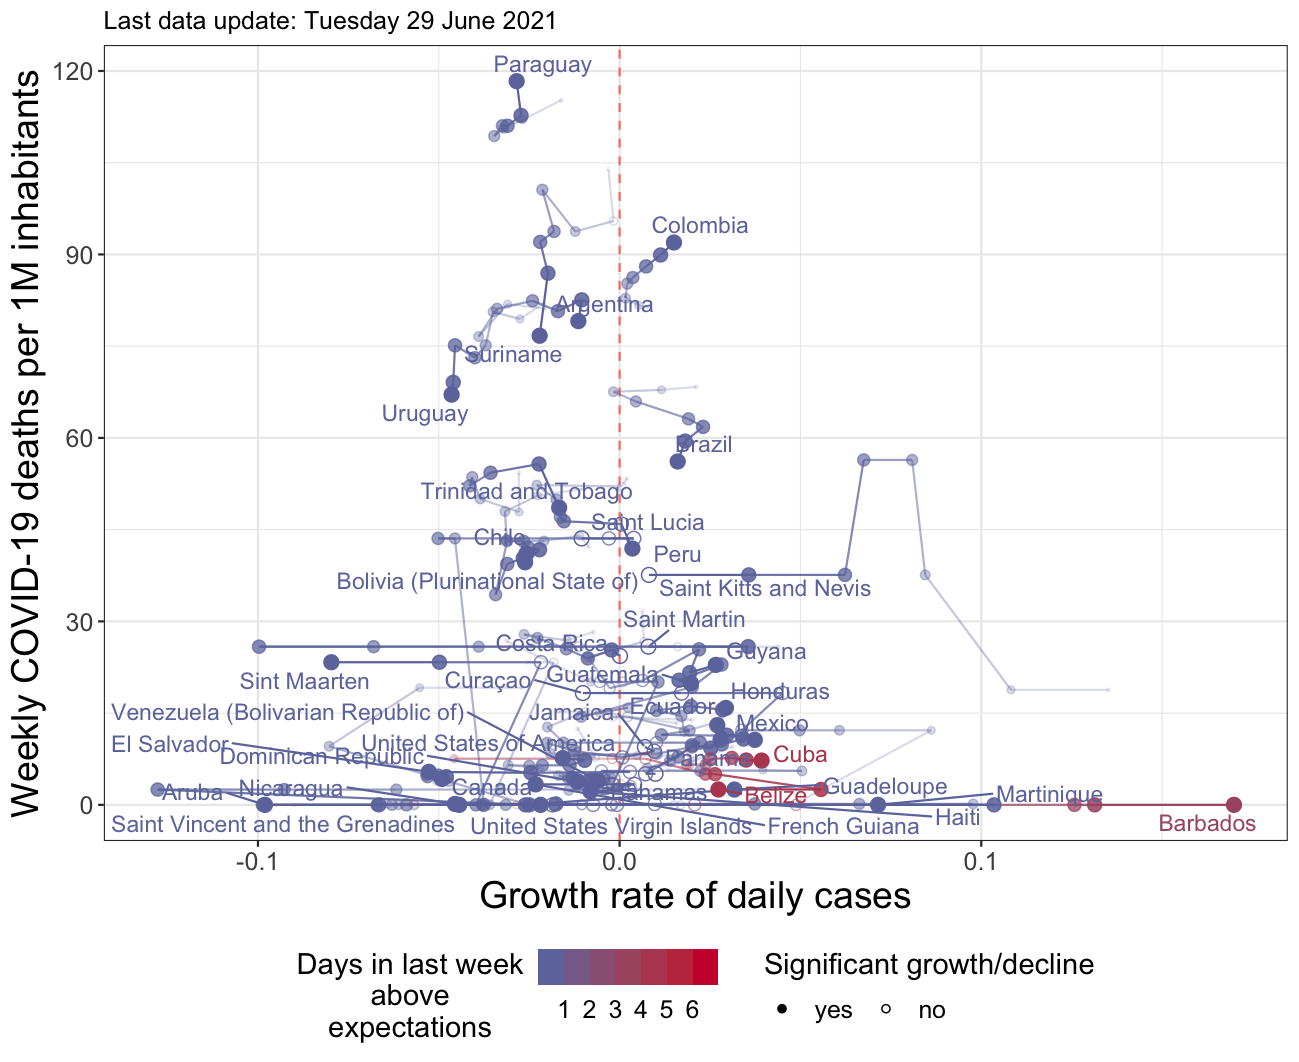 Last data update: Tuesday 29 June 2021
Weekly COVID-19 deaths per 1M inhabitants
120
90
60
30
0
Paraguay
Colombia
Argentina
Suriname
Uruguay
Brazil
Trinidad and Tobago
Saint Lucia
Chile
Peru
Bolivia (Plurinational State of)
Saint Kitts and Nevis
Saint Martin
Costa Rica
Guyana
Sint Maarten
Curaçao
Guatemala
Honduras
Venezuela (Bolivarian Republic of)
Jamaica
Ecuador
Mexico
El Salvador
United States of America
Dominican Republic
Panama
Cuba
Aruba
Nicaragua
Canada
Bahamas
Belize
Guadeloupe
Martinique
Haiti
Saint Vincent and the Grenadines
United States Virgin Islands
French Guiana
Barbados
-0.1
0.0
0.1
Growth rate of daily cases
Days in last week
above
expectations
1 2 3 4 5 6
Significant growth/decline
yes
no